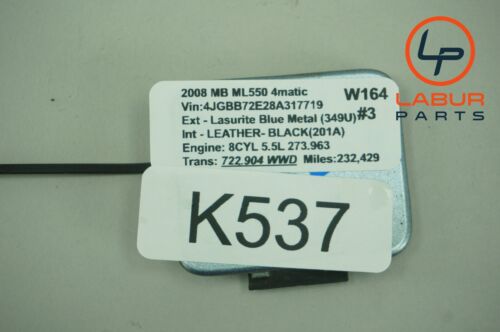 LP
LABUR
PARTS
2008 MB ML550 4matic W164
Vin:4JGBB72E28A317719
Ext - Lasurite Blue Metal (349U) #3
Int - LEATHER- BLACK(201A)
Engine: 8CYL 5.5L 273.963
Trans: 722.904 WWD Miles:232,429
K537